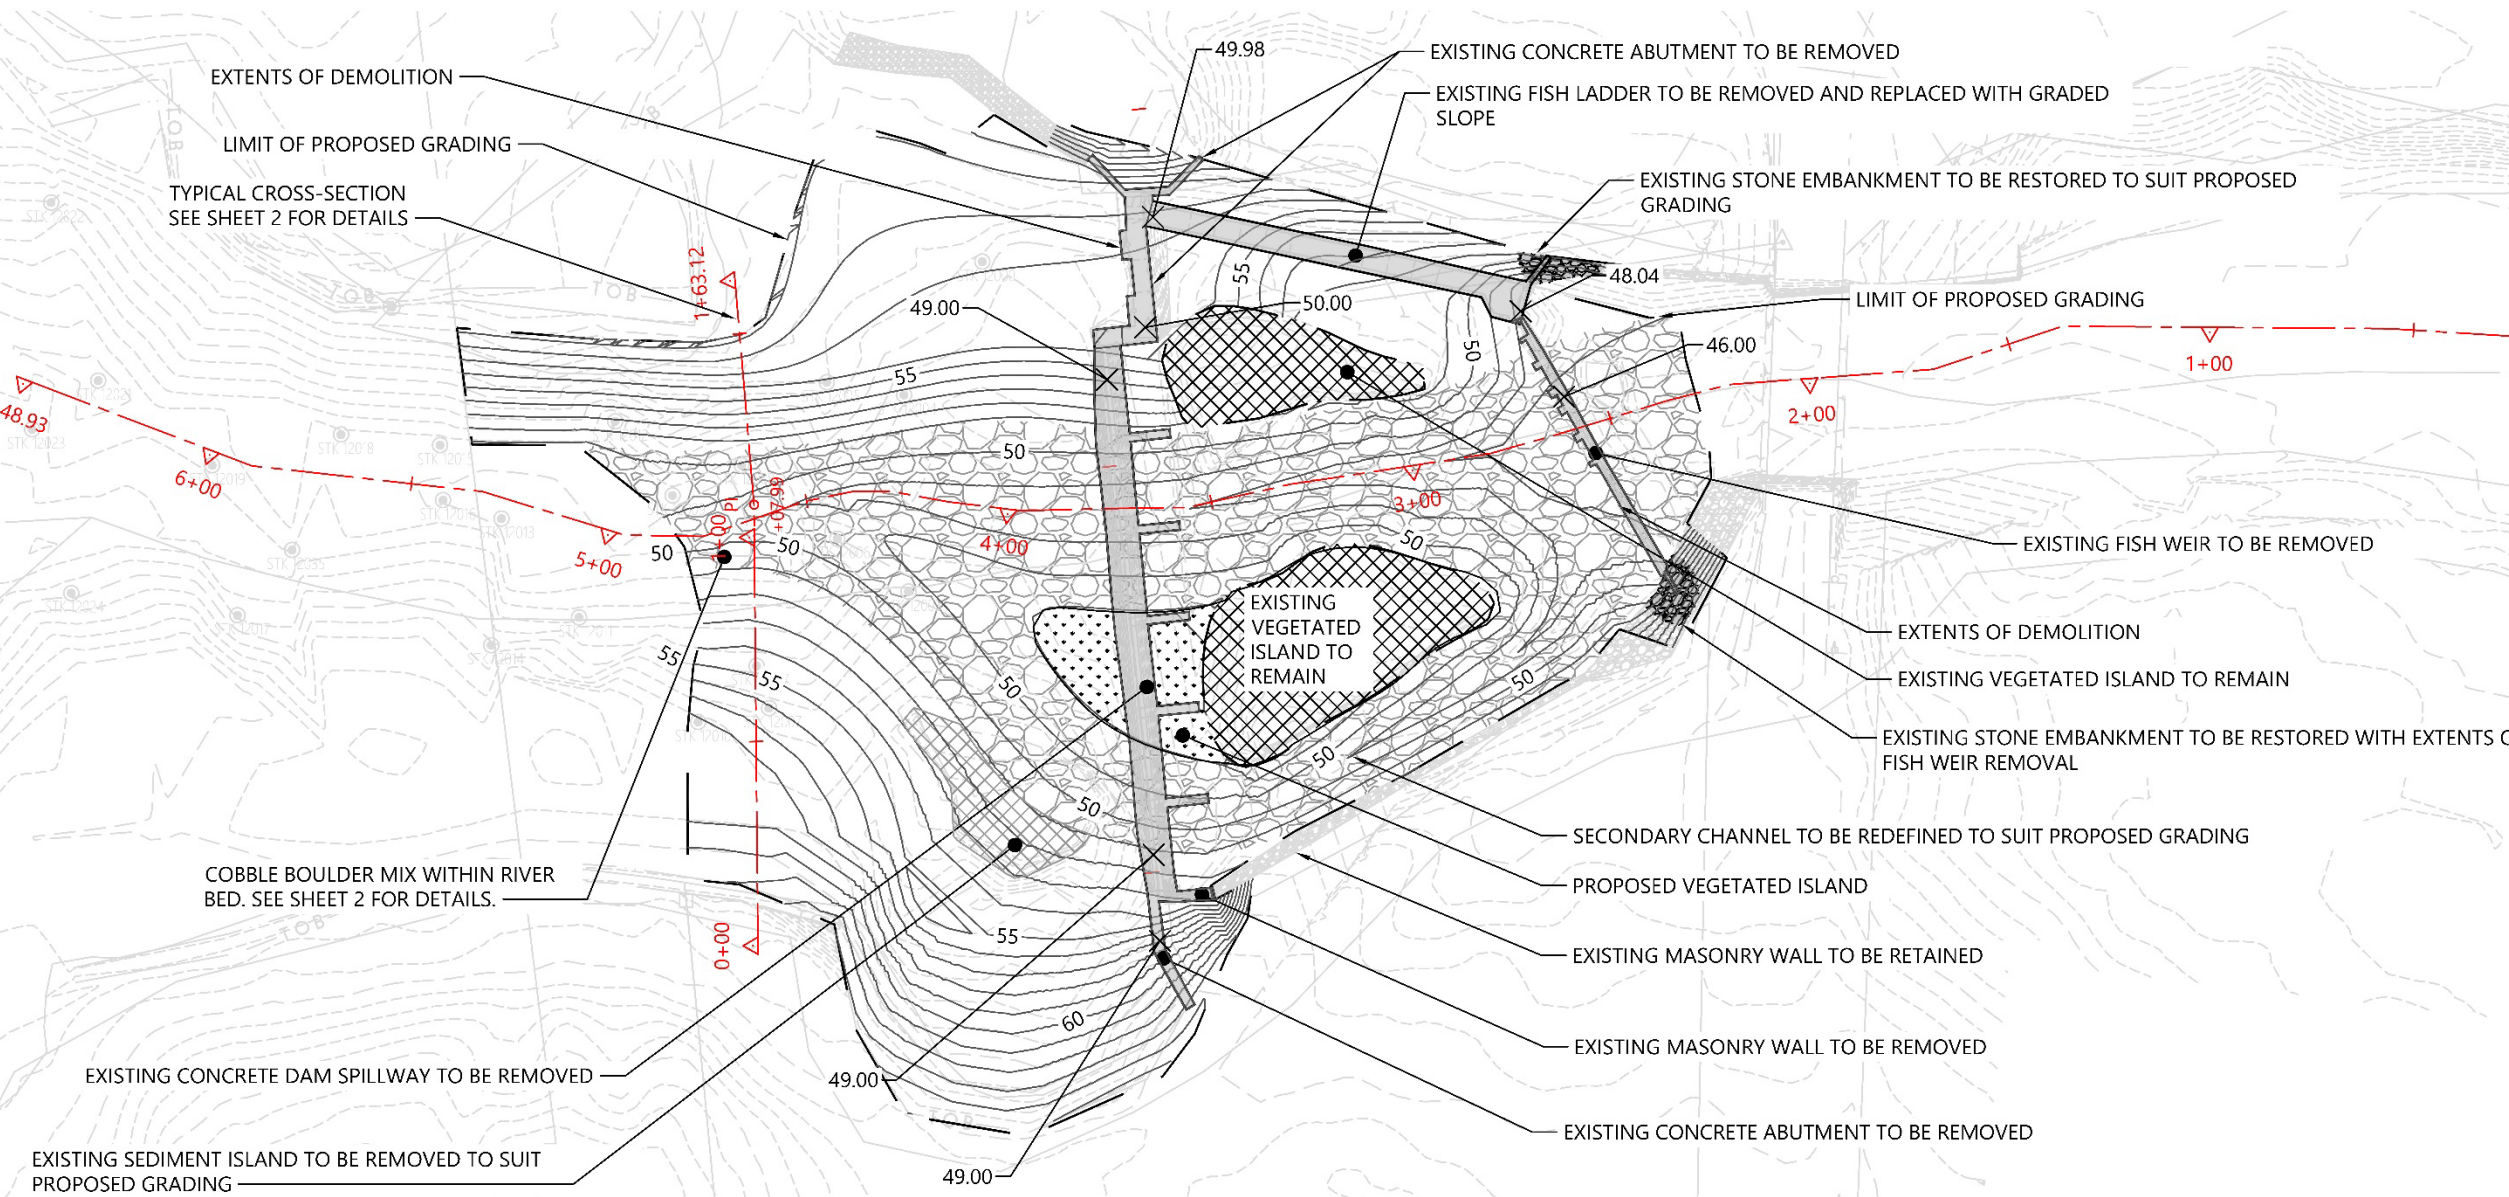 49.98
EXISTING CONCRETE ABUTMENT TO BE REMOVED
EXTENTS OF DEMOLITION
EXISTING FISH LADDER TO BE REMOVED AND REPLACED WITH GRADED
SLOPE
LIMIT OF PROPOSED GRADING
TYPICAL CROSS-SECTION
SEE SHEET 2 FOR DETAILS
EXISTING STONE EMBANKMENT TO BE RESTORED TO SUIT PROPOSED
GRADING
TOB
TOB
1+63.12
55
48.04
49.00
50.00
LIMIT OF PROPOSED GRADING
46.00
50
1+00
55
2+00
48.93
50
6+00
3+00
4+00
5+00
50
50
1+00 PI
+07.99
50
EXISTING FISH WEIR TO BE REMOVED
EXISTING
VEGETATED
ISLAND TO
REMAIN
EXTENTS OF DEMOLITION
55
55
50
50
EXISTING VEGETATED ISLAND TO REMAIN
EXISTING STONE EMBANKMENT TO BE RESTORED WITH EXTENTS
FISH WEIR REMOVAL
50
50
SECONDARY CHANNEL TO BE REDEFINED TO SUIT PROPOSED GRADING
COBBLE BOULDER MIX WITHIN RIVER
BED. SEE SHEET 2 FOR DETAILS.
PROPOSED VEGETATED ISLAND
TOB
0+00
55
EXISTING MASONRY WALL TO BE RETAINED
60
EXISTING MASONRY WALL TO BE REMOVED
EXISTING CONCRETE DAM SPILLWAY TO BE REMOVED
49.00
TOB
EXISTING CONCRETE ABUTMENT TO BE REMOVED
EXISTING SEDIMENT ISLAND TO BE REMOVED TO SUIT
PROPOSED GRADING
49.00